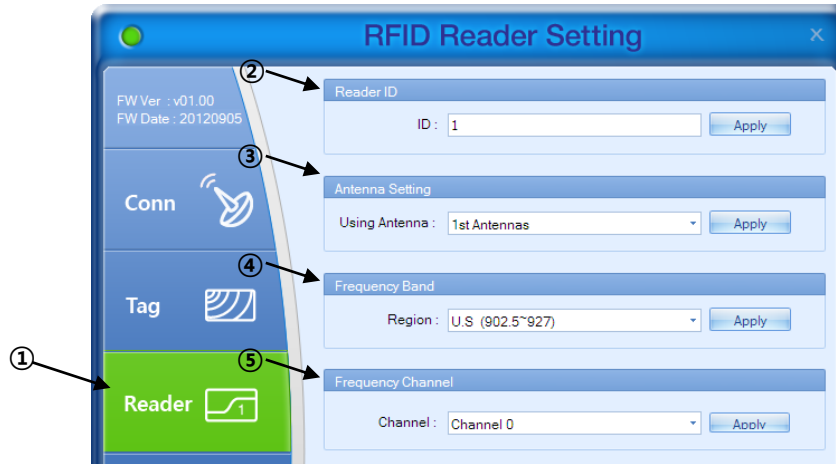 RFID Reader Setting
×
FW Ver : v01.00
FW Date : 20120905
②
Reader ID
ID : 1 Apply
③
Conn
Antenna Setting
Using Antenna : 1st Antennas Apply
④
Tag
Frequency Band
Region : U.S (902.5~927) Apply
①
⑤
Reader 1
Frequency Channel
Channel : Channel 0 Apply